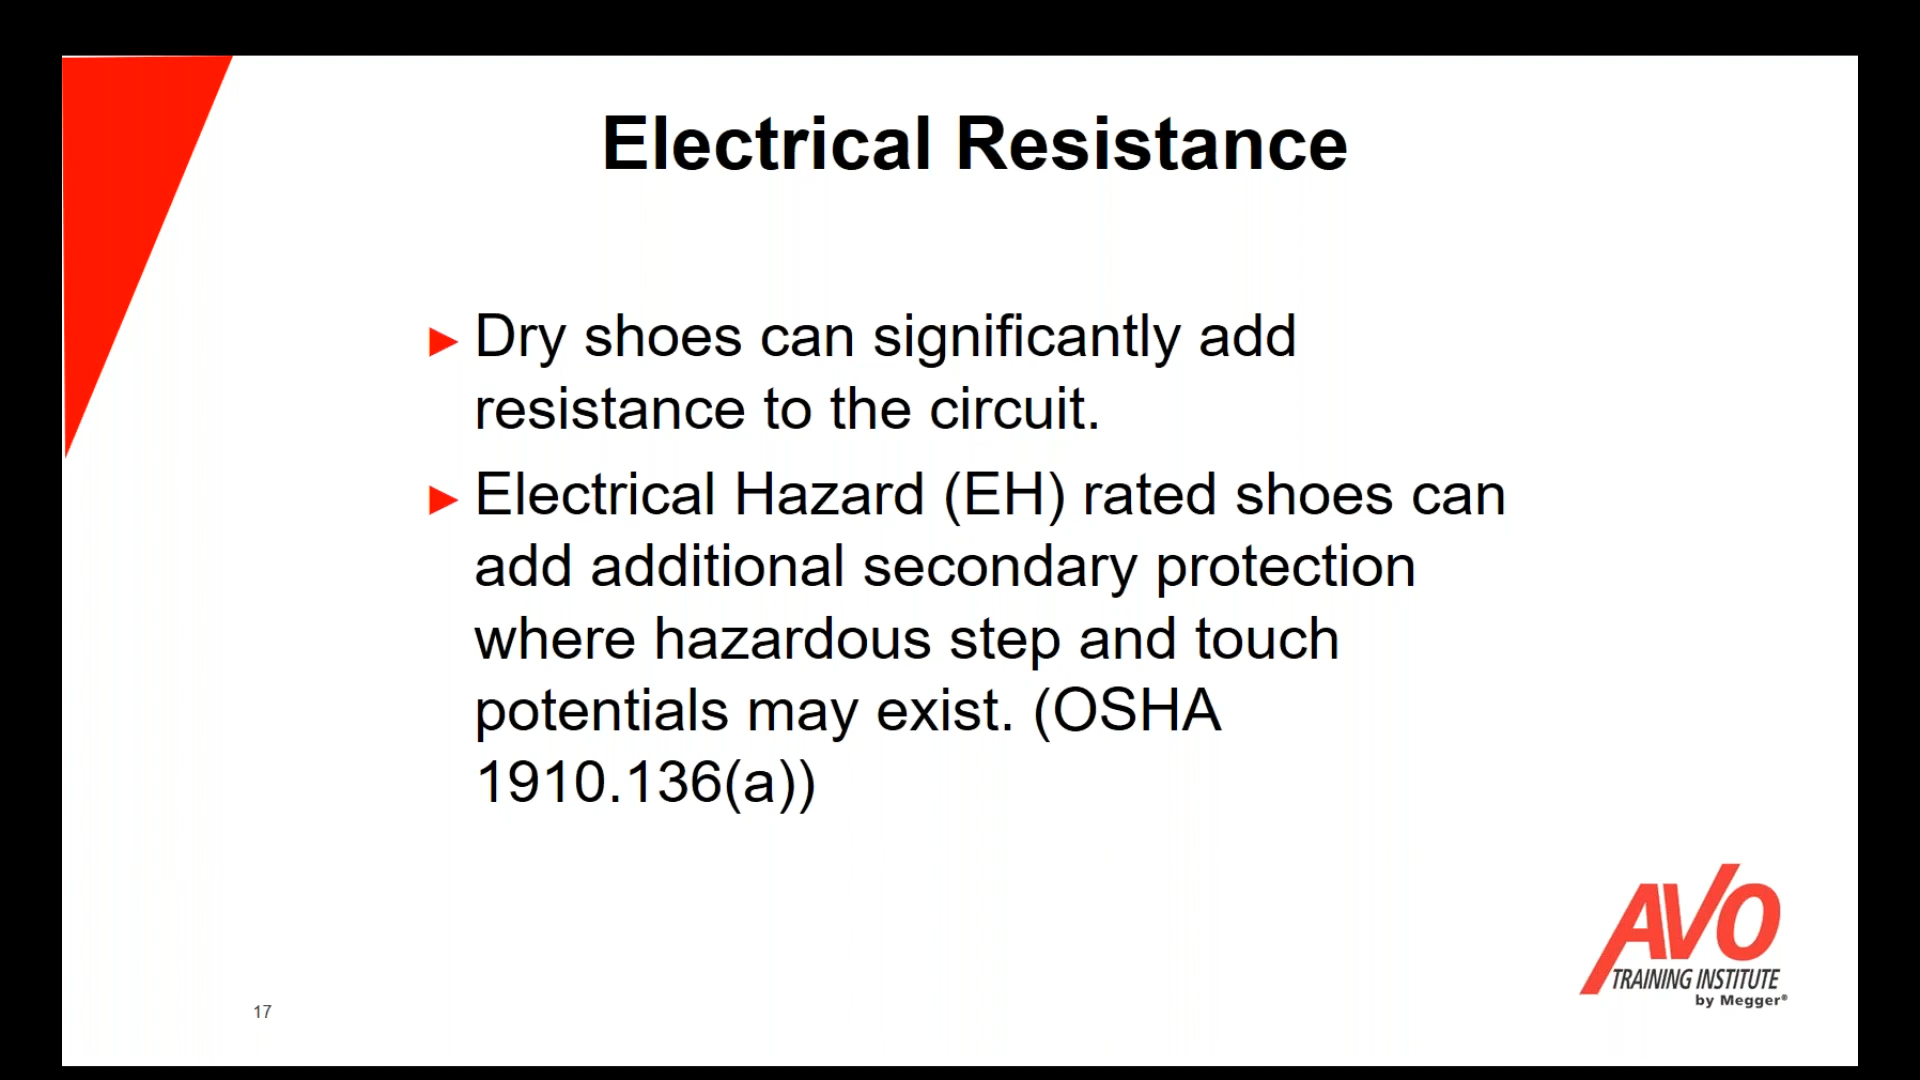 Electrical Resistance
► Dry shoes can significantly add
resistance to the circuit.
► Electrical Hazard (EH) rated shoes can
add additional secondary protection
where hazardous step and touch
potentials may exist. (OSHA
1910.136(a))
AVO
TRAINING INSTITUTE
by Megger®
17